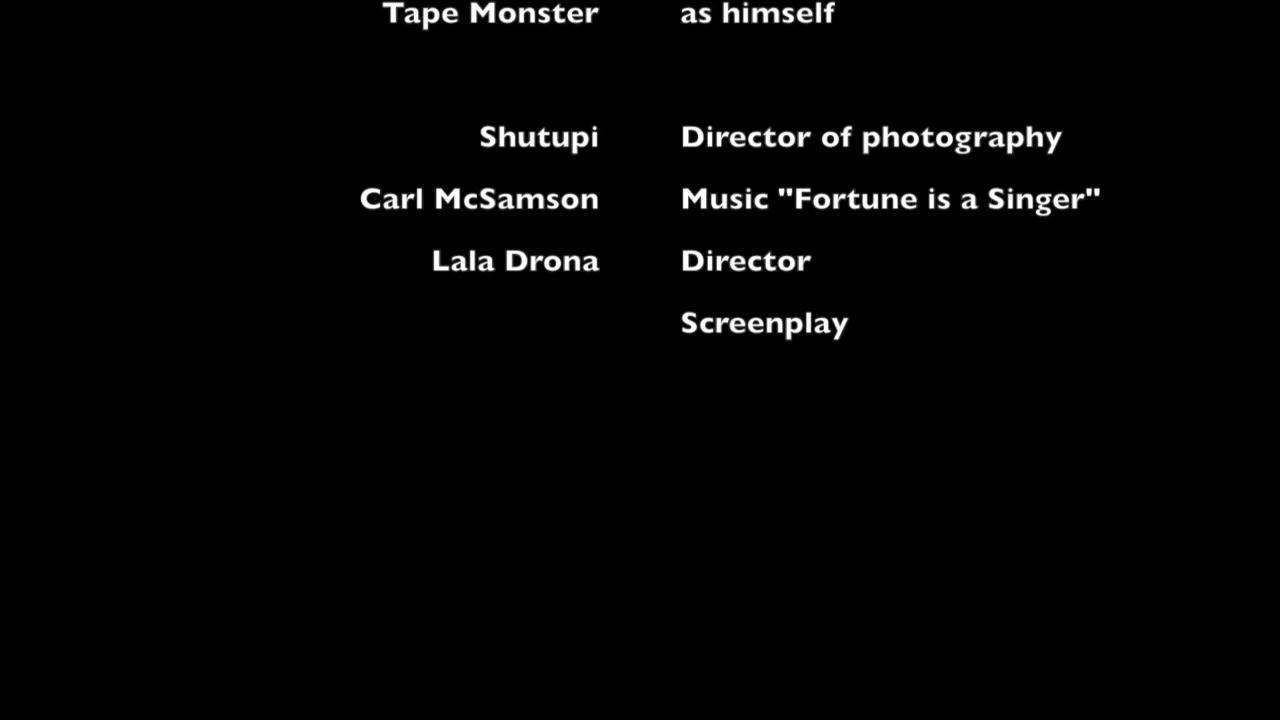 Tape Monster as himself
Shutupi Director of photography
Carl McSamson Music "Fortune is a Singer"
Lala Drona Director
Screenplay